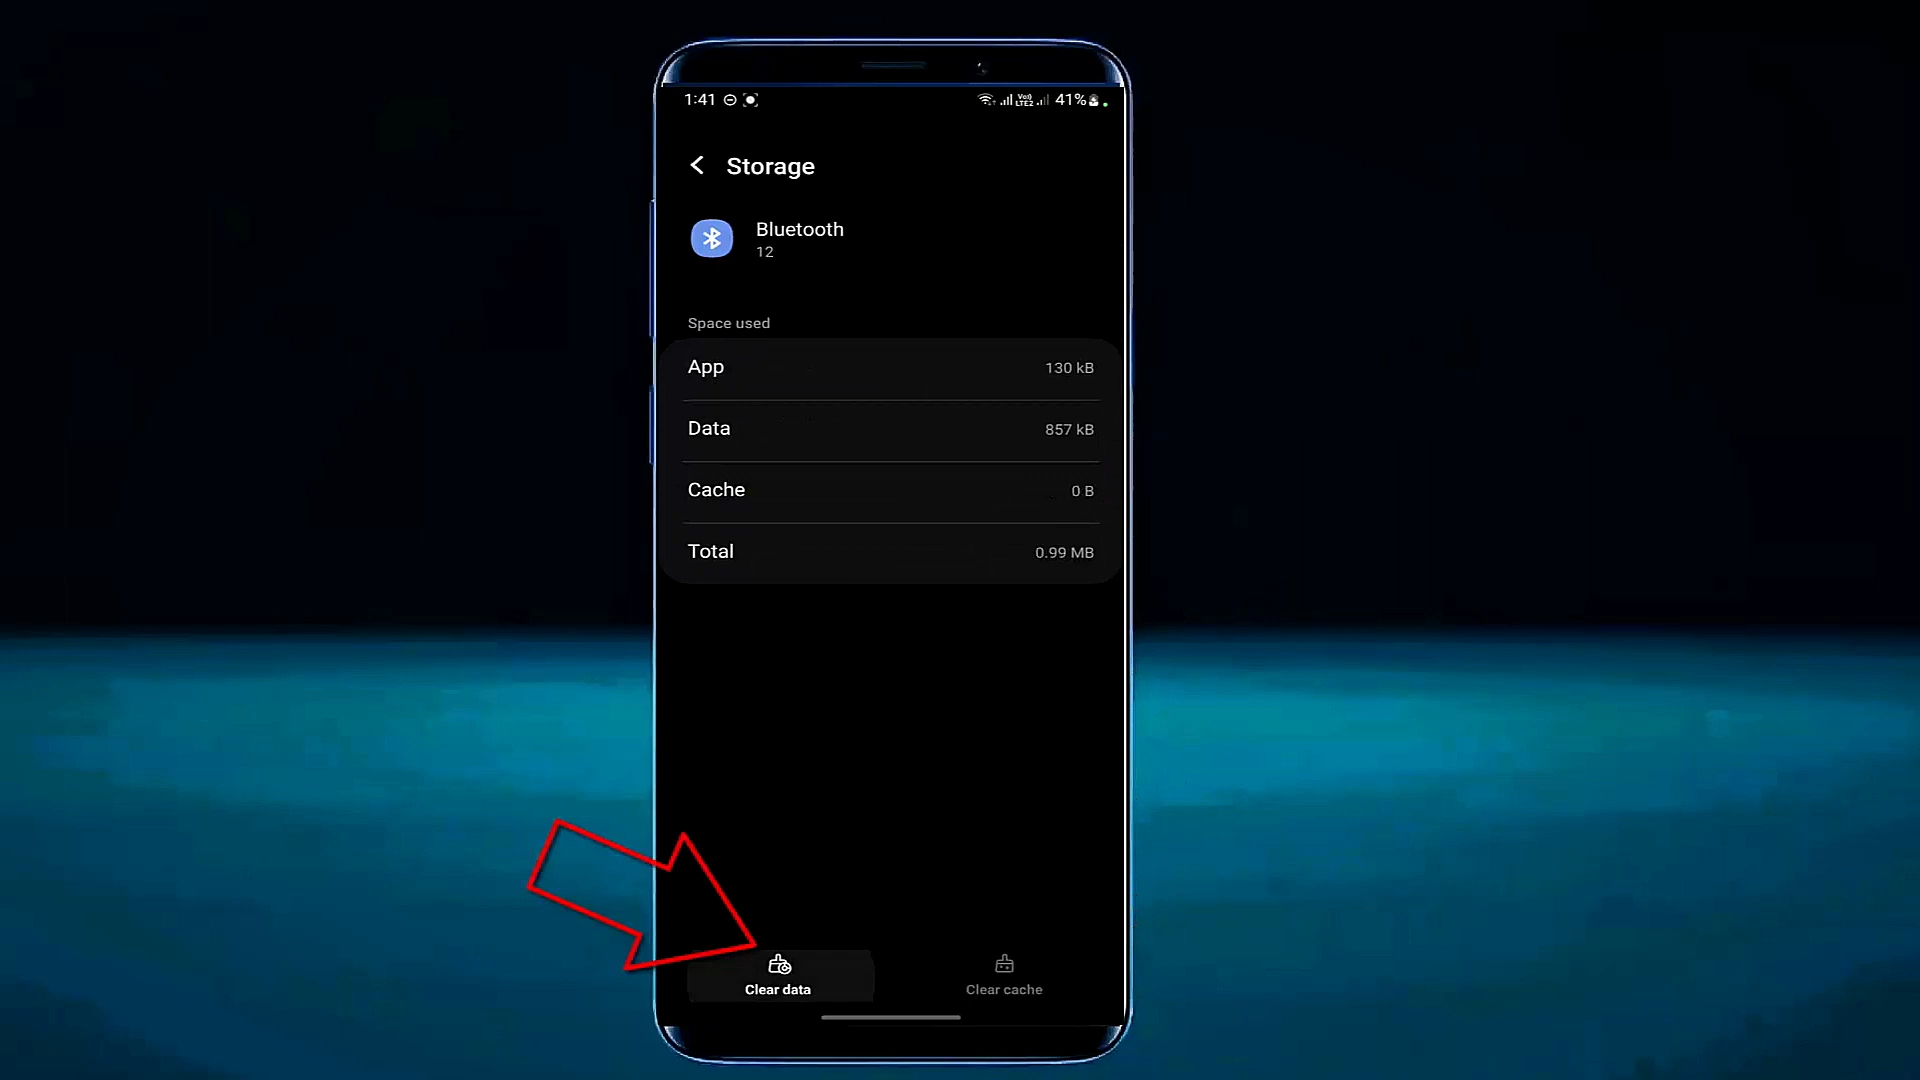 1:41 41%
Storage
Bluetooth
12
Space used
App 130 kB
Data 857 kB
Cache 0 B
Total 0.99 MB
Clear data Clear cache